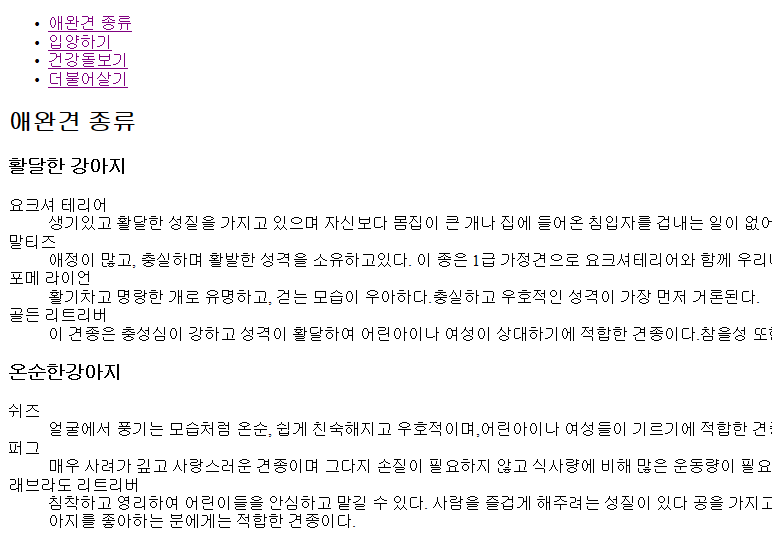 애완견 종류
입양하기
건강돌보기
더불어살기
애완견 종류
활달한 강아지
요크셔 테리어
생기있고 활달한 성질을 가지고 있으며 자신보다 몸집이 큰 개나 집에 들어온 침입자를 겁내는 일이 없어
말티즈
애정이 많고, 충실하며 활발한 성격을 소유하고있다. 이 종은 1급 가정견으로 요크셔테리어와 함께 우리
포메 라이언
활기차고 명랑한 개로 유명하고, 걷는 모습이 우아하다.충실하고 우호적인 성격이 가장 먼저 거론된다.
골든 리트리버
이 견종은 충성심이 강하고 성격이 활달하여 어린아이나 여성이 상대하기에 적합한 견종이다.참을성 또한
온순한강아지
쉬즈
얼굴에서 풍기는 모습처럼 온순, 쉽게 친숙해지고 우호적이며,어린아이나 여성들이 기르기에 적합한 견종
퍼그
매우 사려가 깊고 사랑스러운 견종이며 그다지 손질이 필요하지 않고 식사량에 비해 많은 운동량이 필요
래브라도 리트리버
침착하고 영리하여 어린이들을 안심하고 맡길 수 있다. 사람을 즐겁게 해주려는 성질이 있다 공을 가지고
아지를 좋아하는 분에게는 적합한 견종이다.